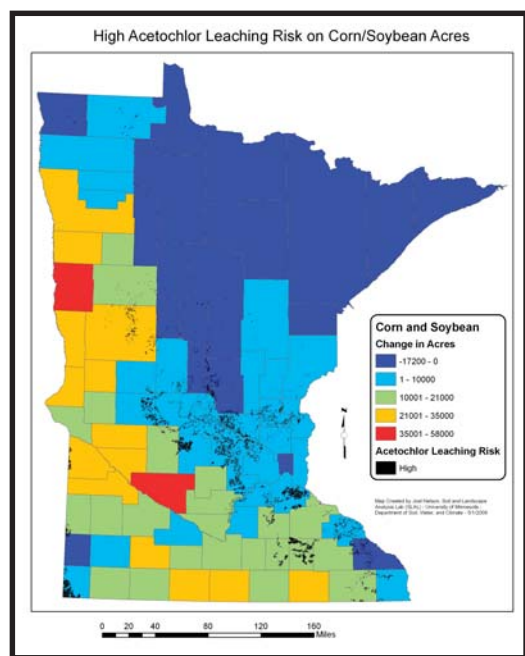 High Acetochlor Leaching Risk on Corn/Soybean Acres
Corn and Soybean
Change in Acres
-17200 - 0
1 - 10000
10001 - 21000
21001 - 35000
35001 - 58000
Acetochlor Leaching Risk
High
N
Map Created by Joel Nelson, Soil and Landscape
Analysis Lab (SLAL) - University of Minnesota -
Department of Soil, Water, and Climate -
0 20 40 80 120 160
Miles